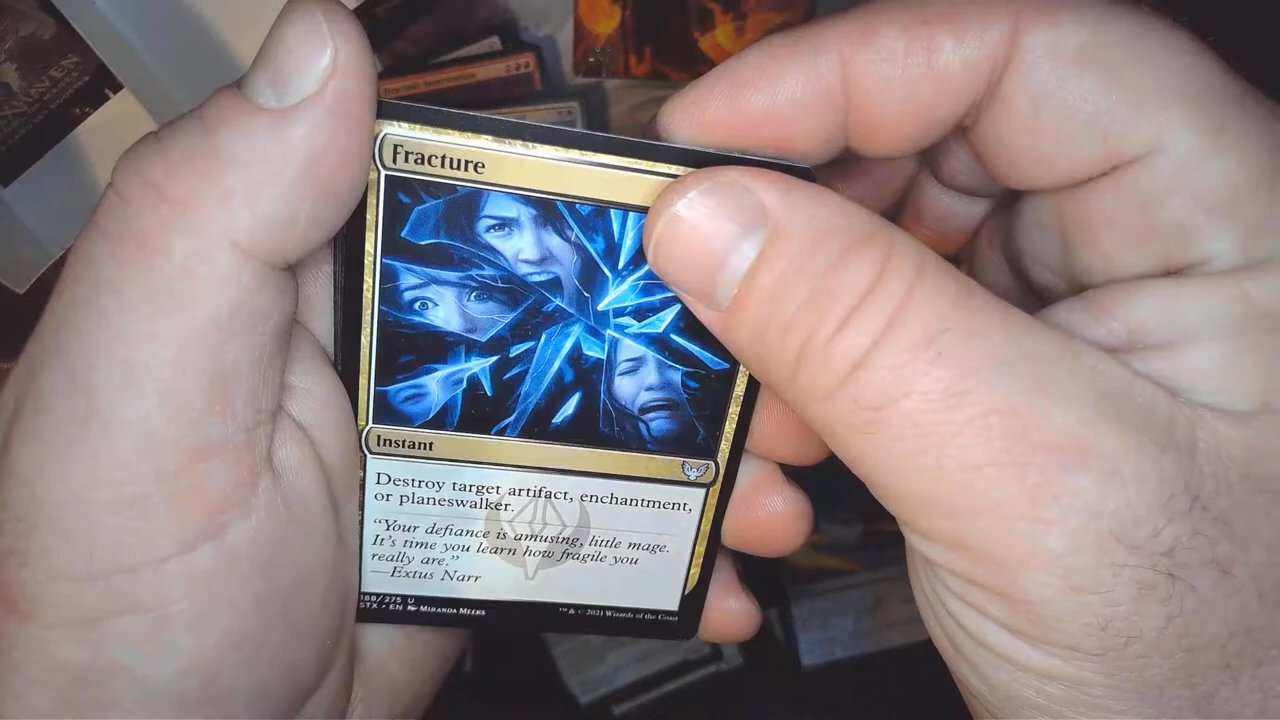 Fracture
Instant
Destroy target artifact, enchantment,
or planeswalker.
"Your defiance is amusing, little mage.
It's time you learn how fragile you
really are."
—Extus Narr
188/275 U
STX • EN MIRANDA MEEKS
™ & © 2021 Wizards of the Coast